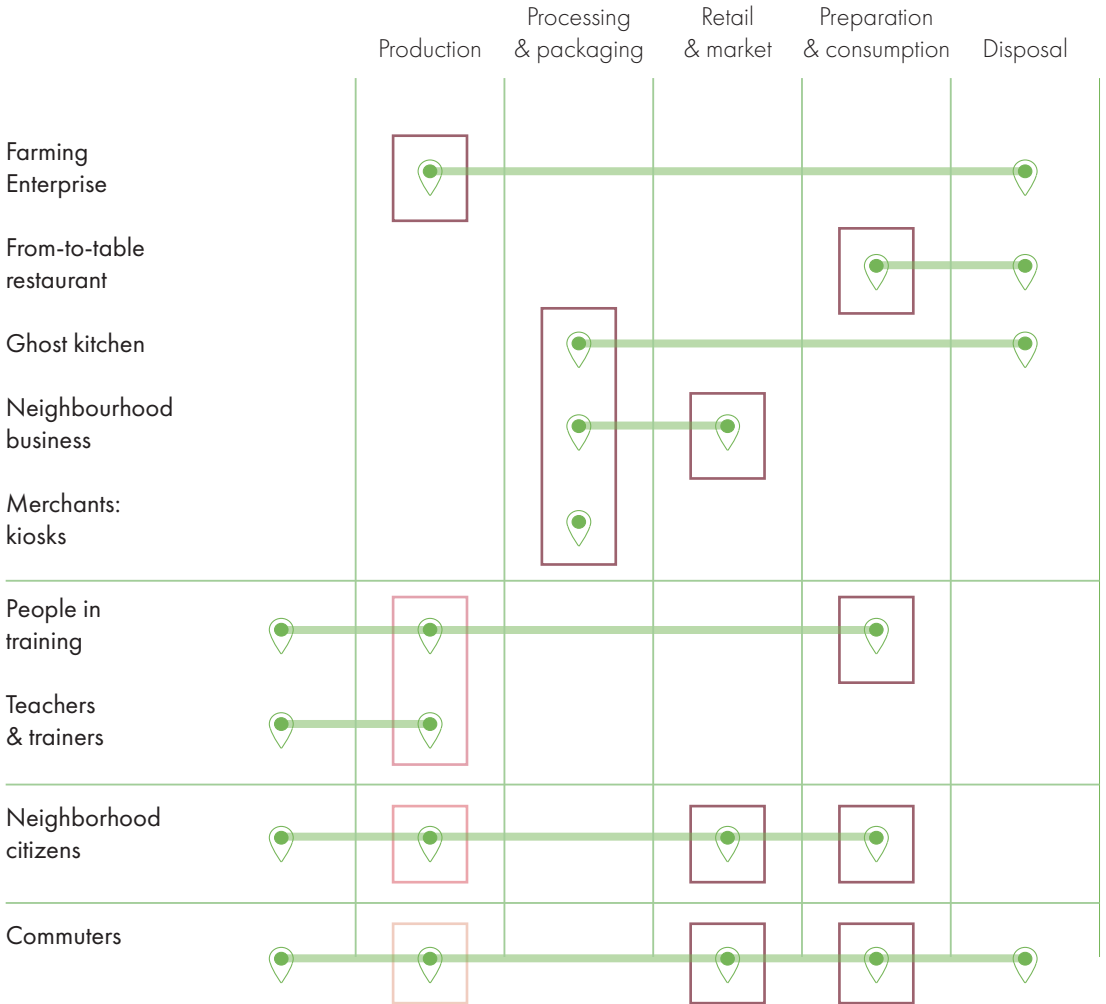 Processing
Retail
Preparation
Production
& packaging
& market
& consumption
Disposal
Farming
Enterprise
From-to-table
restaurant
Ghost kitchen
Neighbourhood
business
Merchants:
kiosks
People in
training
Teachers
& trainers
Neighborhood
citizens
Commuters